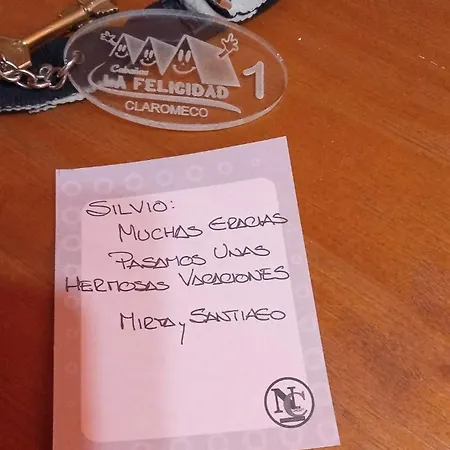 Cabañas
LA FELICIDAD 1
CLAROMECO
SILVIO:
MUCHAS GRACIAS
PASAMOS UNAS
HERMOSAS VACACIONES
MIRTA y SANTIAGO
NC